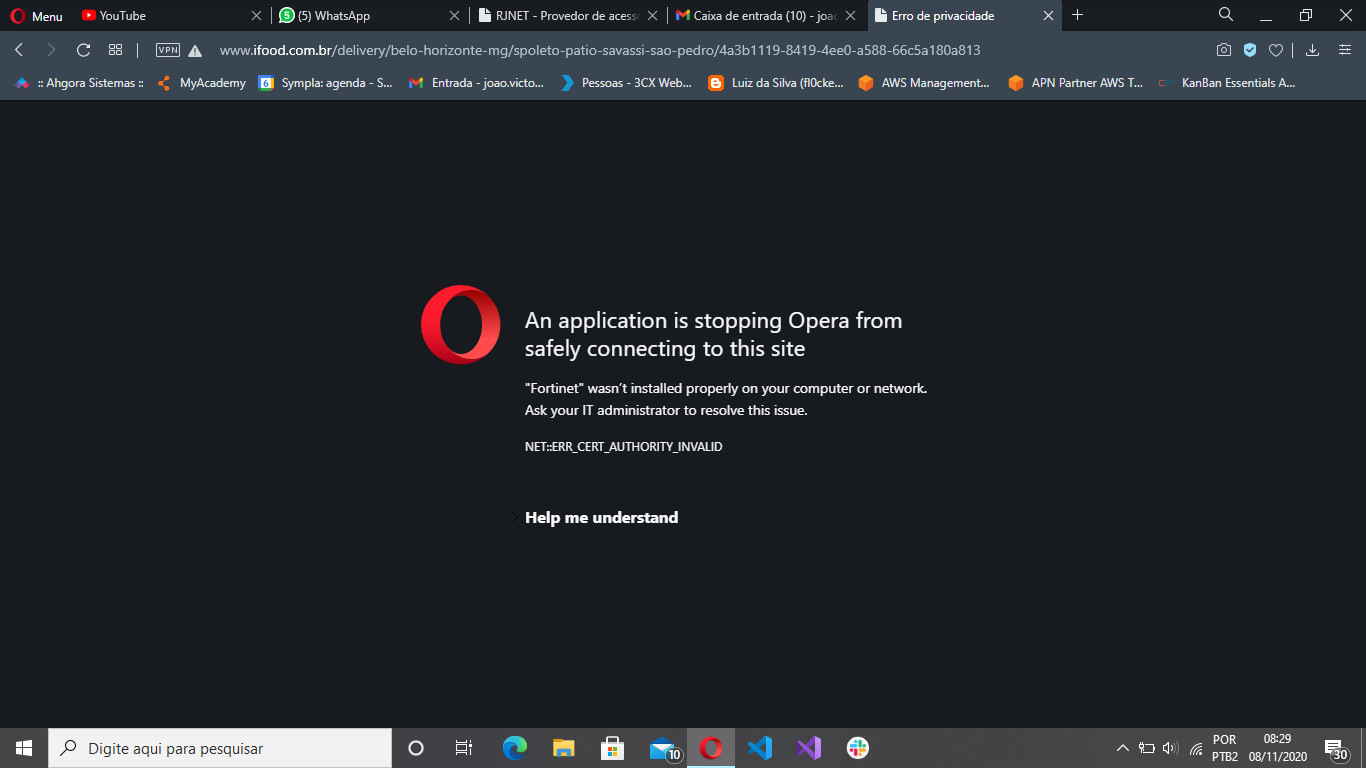 Menu
YouTube
(5) WhatsApp
RJNET - Provedor de acess
Caixa de entrada (10) - joao
Erro de privacidade
VPN
www.ifood.com.br/delivery/belo-horizonte-mg/spoleto-patio-savassi-sao-pedro/4a3b1119-8419-4ee0-a588-66c5a180a813
:: Ahgora Sistemas ::
MyAcademy
6
Sympla: agenda - S...
Entrada - joao.victo...
Pessoas - 3CX Web...
Luiz da Silva (fl0cke...
AWS Management...
APN Partner AWS T...
KanBan Essentials A...
An application is stopping Opera from
safely connecting to this site
"Fortinet" wasn’t installed properly on your computer or network.
Ask your IT administrator to resolve this issue.
NET::ERR_CERT_AUTHORITY_INVALID
Help me understand
Digite aqui para pesquisar
10
POR
PTB2
08:29
08/11/2020
30